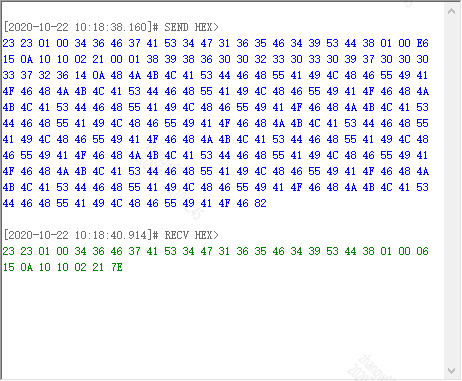 [2020-10-22 10:18:38.160]# SEND HEX>
23 23 01 00 34 36 46 37 41 53 34 47 31 36 35 46 34 39 53 44 38 01 00 E6
15 0A 10 10 02 21 00 01 38 39 38 36 30 30 32 33 30 33 30 39 37 30 30 30
33 37 32 36 14 0A 48 4A 4B 4C 41 53 44 46 48 55 41 49 4C 48 46 55 49 41
4F 46 48 4A 4B 4C 41 53 44 46 48 55 41 49 4C 48 46 55 49 41 4F 46 48 4A
4B 4C 41 53 44 46 48 55 41 49 4C 48 46 55 49 41 4F 46 48 4A 4B 4C 41 53
44 46 48 55 41 49 4C 48 46 55 49 41 4F 46 48 4A 4B 4C 41 53 44 46 48 55
41 49 4C 48 46 55 49 41 4F 46 48 4A 4B 4C 41 53 44 46 48 55 41 49 4C 48
46 55 49 41 4F 46 48 4A 4B 4C 41 53 44 46 48 55 41 49 4C 48 46 55 49 41
4F 46 48 4A 4B 4C 41 53 44 46 48 55 41 49 4C 48 46 55 49 41 4F 46 48 4A
4B 4C 41 53 44 46 48 55 41 49 4C 48 46 55 49 41 4F 46 48 4A 4B 4C 41 53
44 46 48 55 41 49 4C 48 46 55 49 41 4F 46 82
[2020-10-22 10:18:40.914]# RECV HEX>
23 23 01 00 34 36 46 37 41 53 34 47 31 36 35 46 34 39 53 44 38 01 00 06
15 0A 10 10 02 21 7E